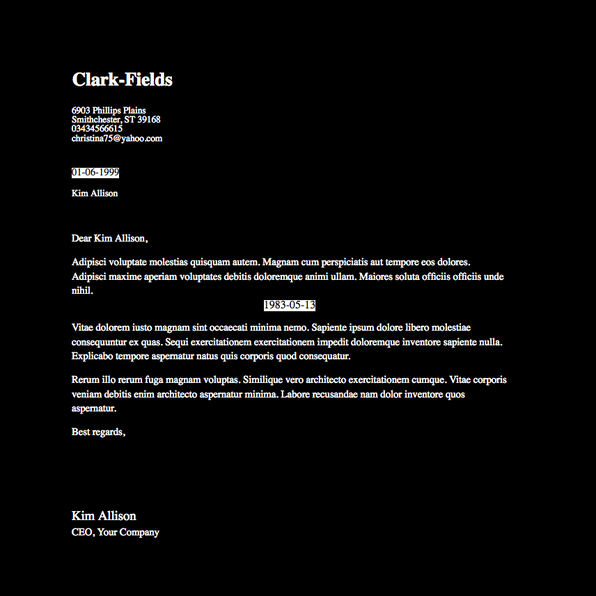 Clark-Fields
6903 Phillips Plains
Smithchester, ST 39168
03434566615
christina75@yahoo.com
01-06-1999
Kim Allison
Dear Kim Allison,
Adipisci voluptate molestias quisquam autem. Magnam cum perspiciatis aut tempore eos dolores.
Adipisci maxime aperiam voluptates debitis doloremque animi ullam. Maiores soluta officiis officiis unde
nihil.
1983-05-13
Vitae dolorem iusto magnam sint occaecati minima nemo. Sapiente ipsum dolore libero molestiae
consequuntur ex quas. Sequi exercitationem exercitationem impedit doloremque inventore sapiente nulla.
Explicabo tempore aspernatur natus quis corporis quod consequatur.
Rerum illo rerum fuga magnam voluptas. Similique vero architecto exercitationem cumque. Vitae corporis
veniam debitis enim architecto aspernatur minima. Labore recusandae nam dolor inventore quos
aspernatur.
Best regards,
Kim Allison
CEO, Your Company